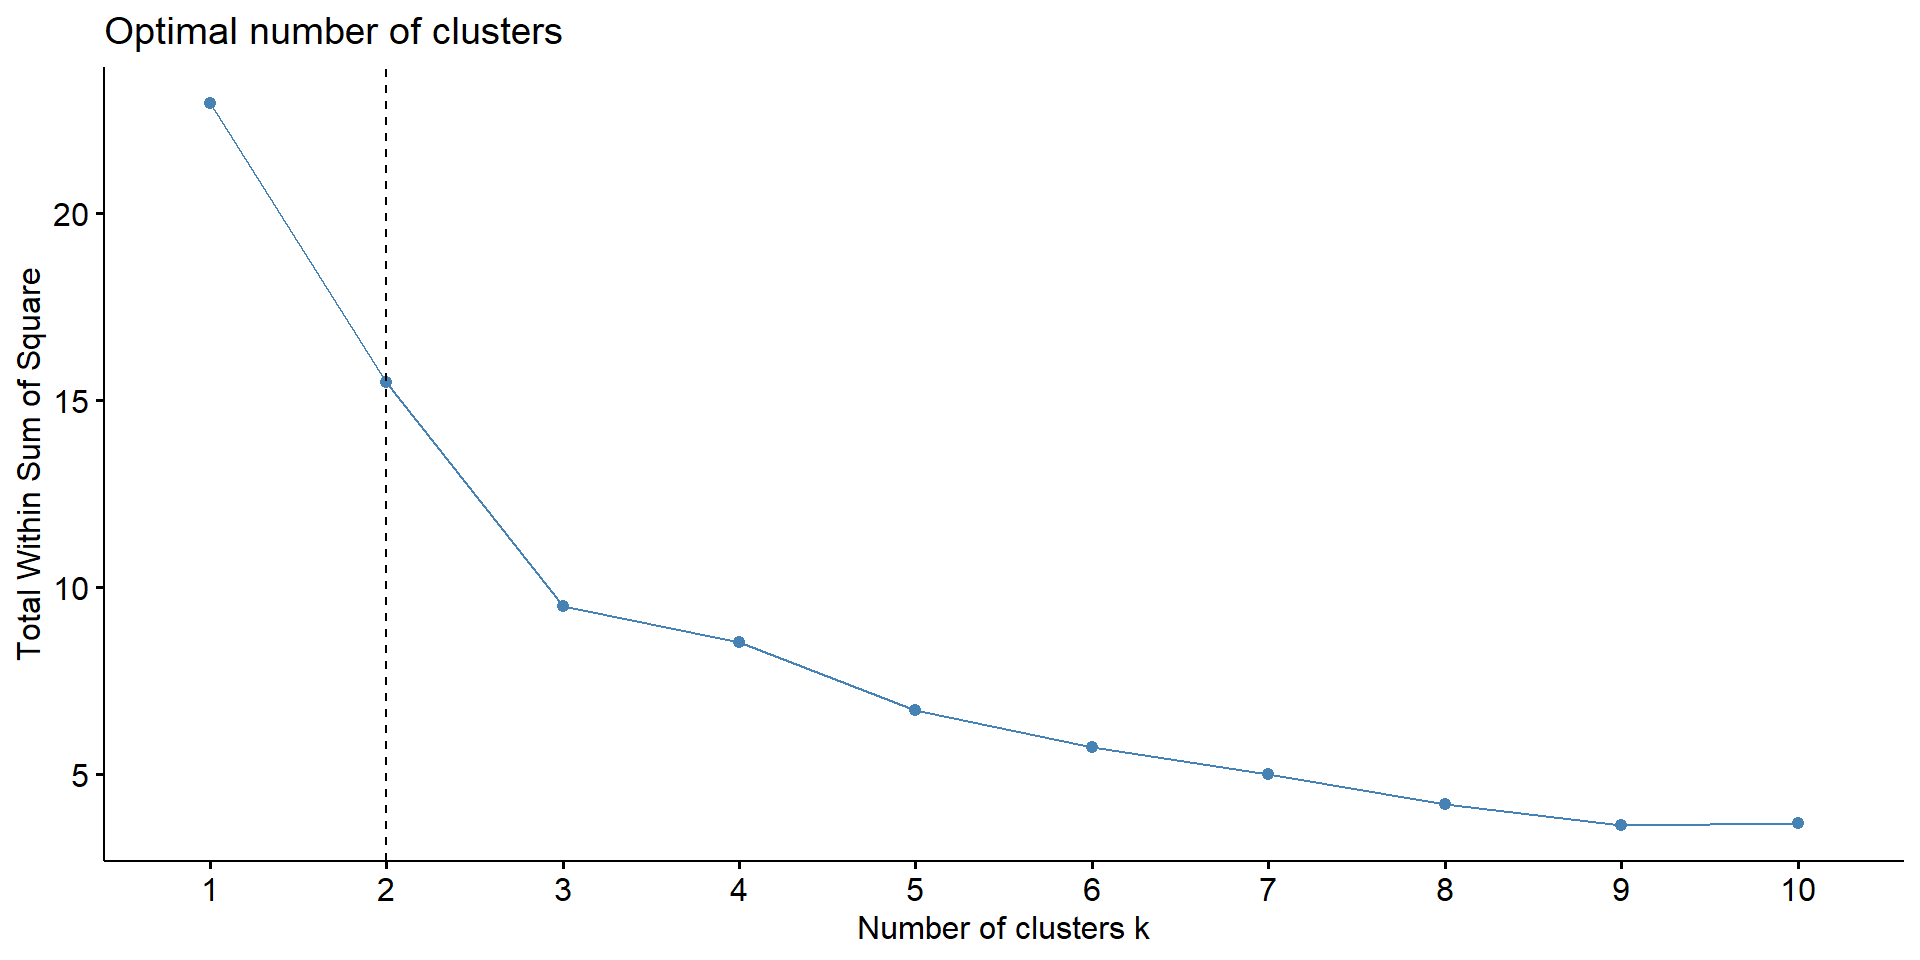 Optimal number of clusters
Total Within Sum of Square
20
15
10
5
1 2 3 4 5 6 7 8 9 10
Number of clusters k